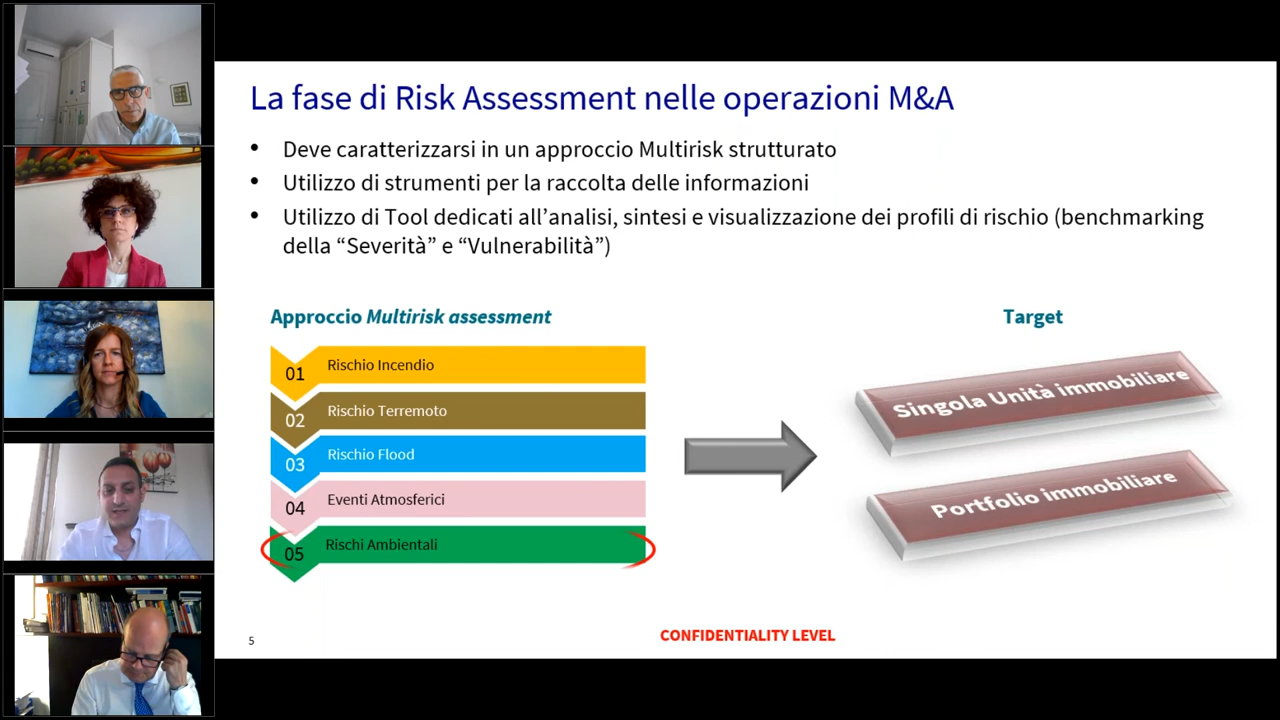 La fase di Risk Assessment nelle operazioni M&A
• Deve caratterizzarsi in un approccio Multirisk strutturato
• Utilizzo di strumenti per la raccolta delle informazioni
• Utilizzo di Tool dedicati all’analisi, sintesi e visualizzazione dei profili di rischio (benchmarking
della “Severità” e “Vulnerabilità”)
Approccio Multirisk assessment
01 Rischio Incendio
02 Rischio Terremoto
03 Rischio Flood
04 Eventi Atmosferici
05 Rischi Ambientali
Target
Singola Unità immobiliare
Portfolio immobiliare
5
CONFIDENTIALITY LEVEL